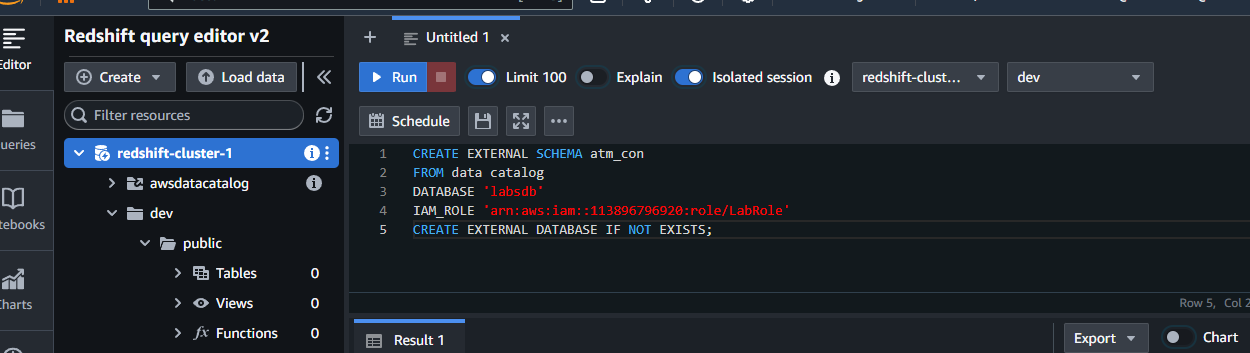 Redshift query editor v2
Untitled 1
Editor
Create
Load data
Run
Limit 100
Explain
Isolated session
redshift-clust...
dev
Filter resources
Schedule
redshift-cluster-1
awsdatacatalog
dev
public
Tables 0
Views 0
Functions 0
1 CREATE EXTERNAL SCHEMA atm_con
2 FROM data catalog
3 DATABASE 'labsdb'
4 IAM_ROLE 'arn:aws:iam::113896796920:role/LabRole'
5 CREATE EXTERNAL DATABASE IF NOT EXISTS;
Row 5, Col 2
Result 1
Export
Chart
ueries
tebooks
Charts